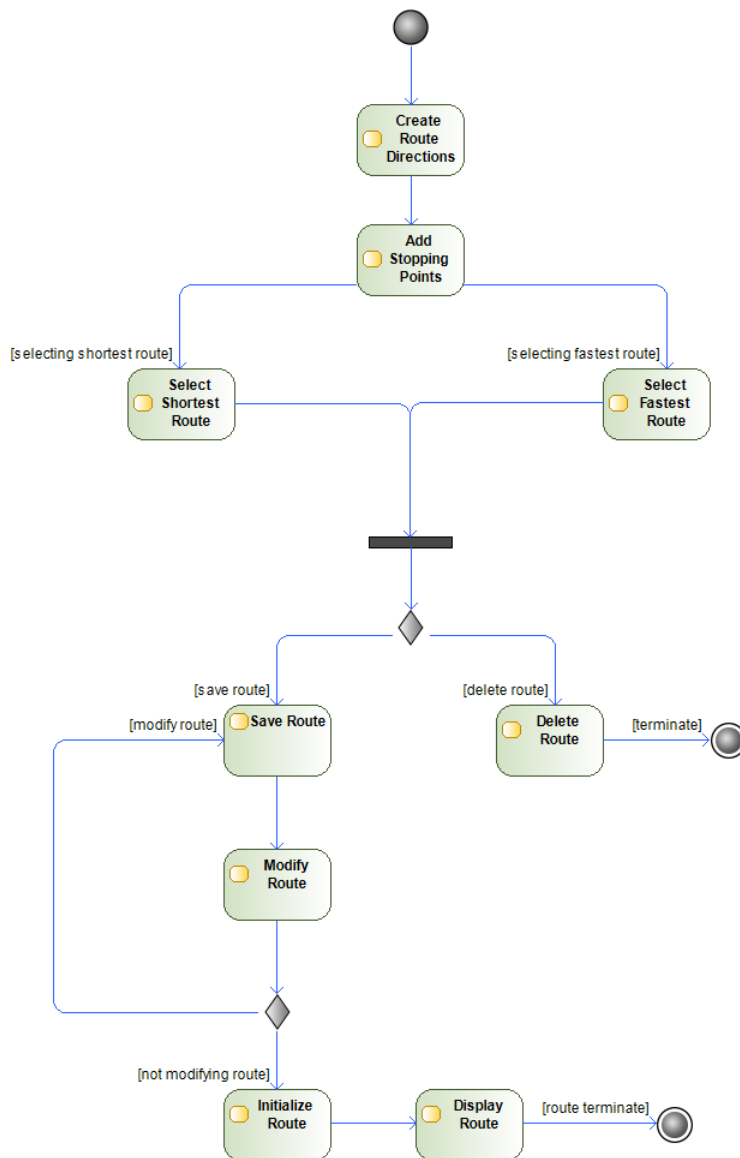 Create
Route
Directions
Add
Stopping
Points
[selecting shortest route]
[selecting fastest route]
Select
Shortest
Route
Select
Fastest
Route
[save route]
[delete route]
[modify route]
Save Route
Delete
Route
[terminate]
Modify
Route
[not modifying route]
Initialize
Route
Display
Route
[route terminate]